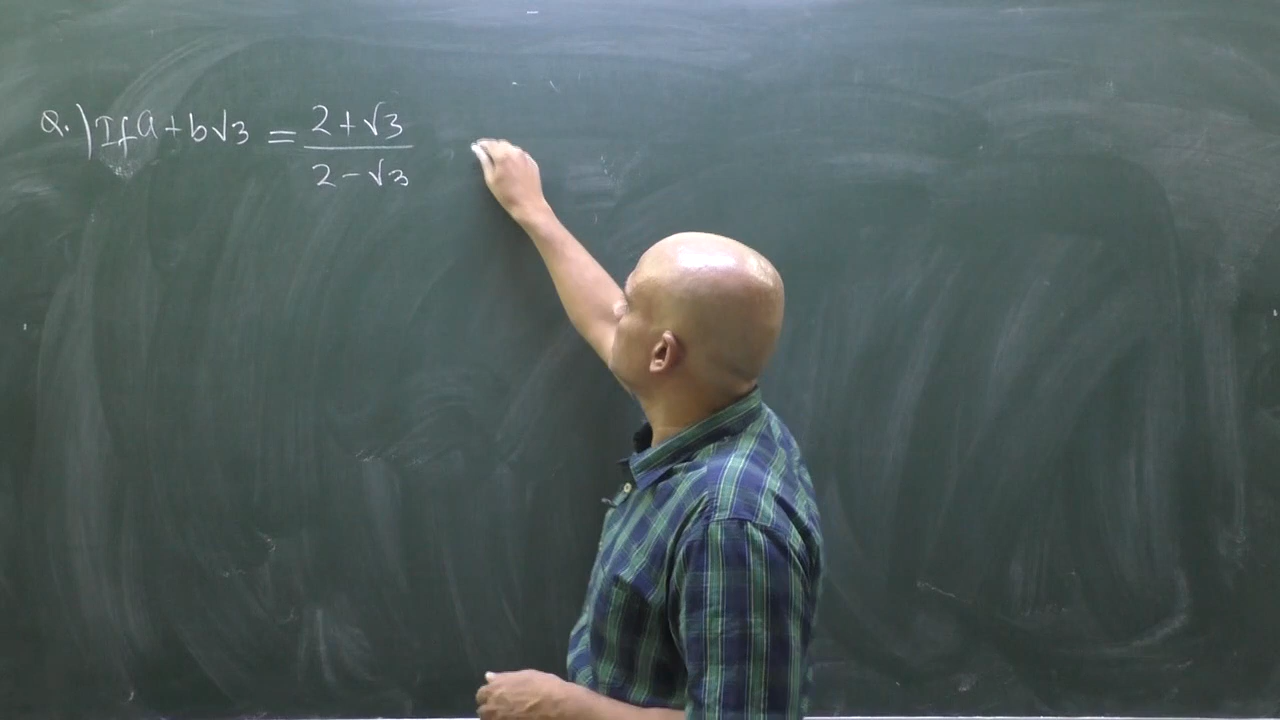 Q.) If a + b√3 = (2 + √3) / (2 - √3)